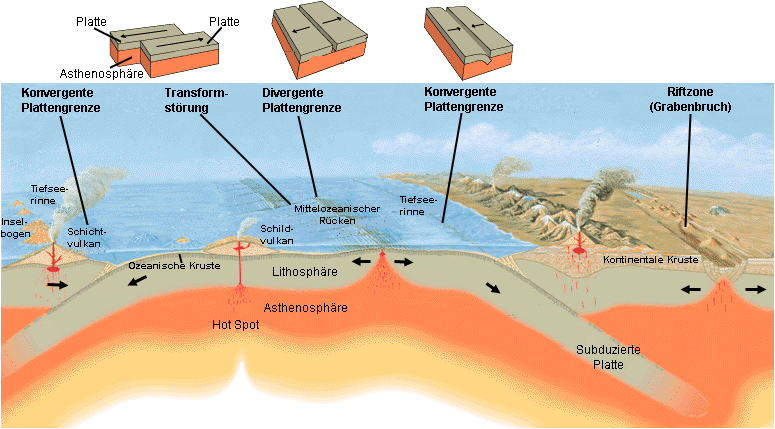 Platte
Platte
Asthenosphäre
Konvergente
Plattengrenze
Transform-
störung
Divergente
Plattengrenze
Konvergente
Plattengrenze
Riftzone
(Grabenbruch)
Tiefsee-
rinne
Insel-
bogen
Schicht-
vulkan
Schild-
vulkan
Mittelozeanischer
Rücken
Tiefsee-
rinne
Ozeanische Kruste
Lithosphäre
Kontinentale Kruste
Asthenosphäre
Hot Spot
Subduzierte
Platte